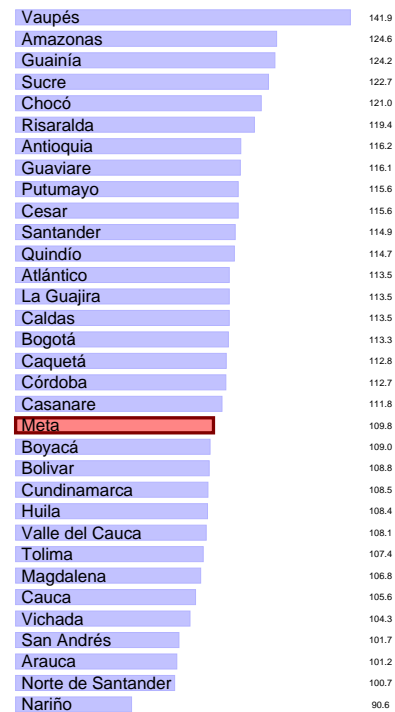 Vaupés 141.9
Amazonas 124.6
Guainía 124.2
Sucre 122.7
Chocó 121.0
Risaralda 119.4
Antioquia 116.2
Guaviare 116.1
Putumayo 115.6
Cesar 115.6
Santander 114.9
Quindío 114.7
Atlántico 113.5
La Guajira 113.5
Caldas 113.5
Bogotá 113.3
Caquetá 112.8
Córdoba 112.7
Casanare 111.8
Meta 109.8
Boyacá 109.0
Bolivar 108.8
Cundinamarca 108.5
Huila 108.4
Valle del Cauca 108.1
Tolima 107.4
Magdalena 106.8
Cauca 105.6
Vichada 104.3
San Andrés 101.7
Arauca 101.2
Norte de Santander 100.7
Nariño 90.6